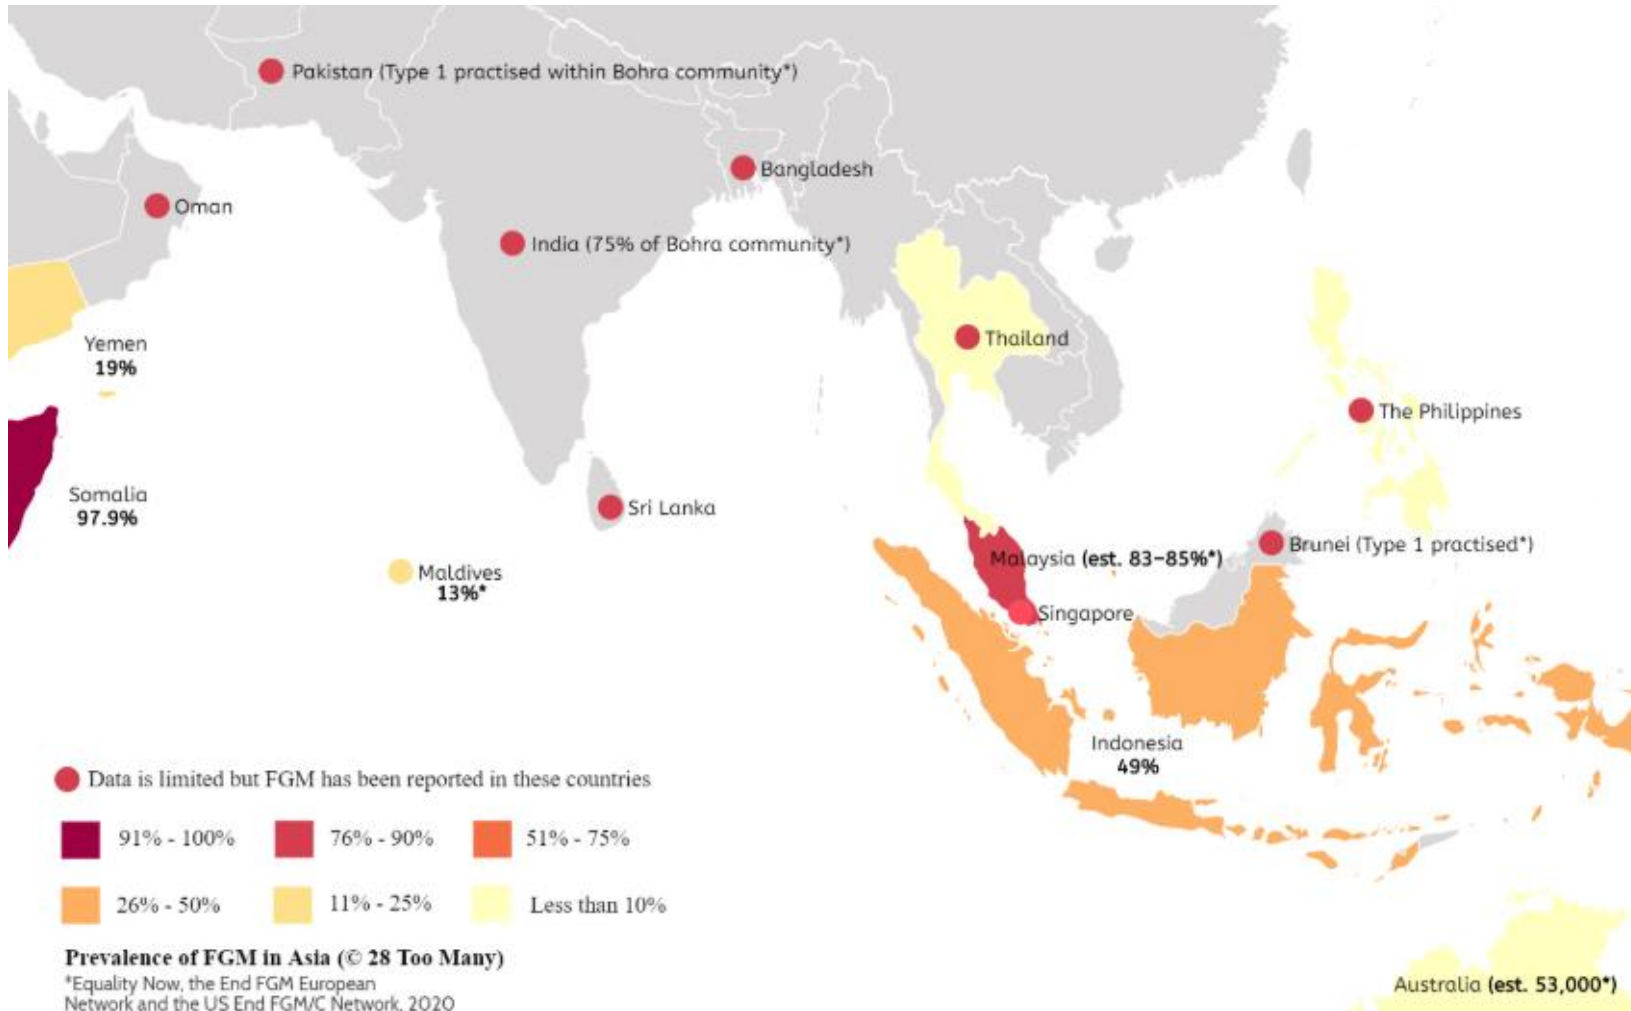 Pakistan (Type 1 practised within Bohra community*)
Bangladesh
Oman
India (75% of Bohra community*)
Yemen
19%
Thailand
The Philippines
Somalia
97.9%
Sri Lanka
Brunei (Type 1 practised*)
Malaysia (est. 83–85%*)
Maldives
13%*
Singapore
Indonesia
49%
Data is limited but FGM has been reported in these countries
91% - 100%
76% - 90%
51% - 75%
26% - 50%
11% - 25%
Less than 10%
Prevalence of FGM in Asia (© 28 Too Many)
*Equality Now, the End FGM European
Network and the US End FGM/C Network, 2020
Australia (est. 53,000*)